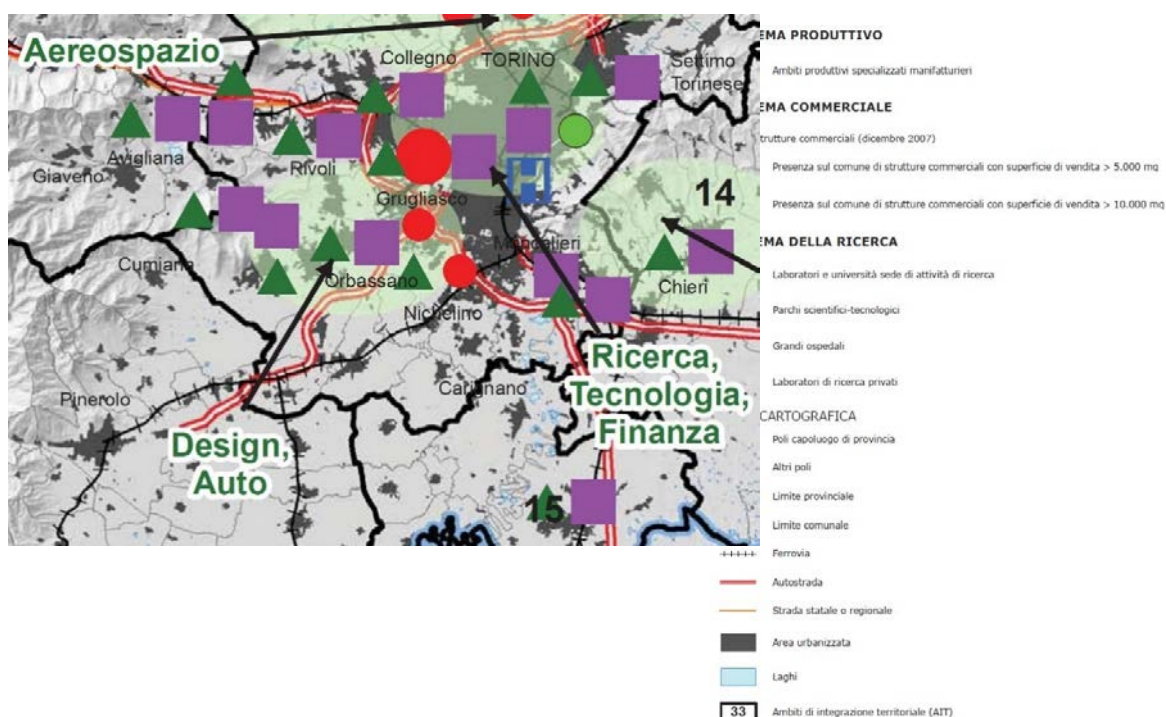 Aereospazio
Collegno
TORINO
Settimo
Torinese
Avigliana
Giaveno
Rivoli
Grugliasco
14
Cumiana
Orbassano
Moncalieri
Chieri
Nichelino
Pinerolo
Carignano
Ricerca,
Tecnologia,
Finanza
Design,
Auto
15
H
EMA PRODUTTIVO
Ambiti produttivi specializzati manifatturieri
EMA COMMERCIALE
trutture commerciali (dicembre 2007)
Presenza sul comune di strutture commerciali con superficie di vendita > 5.000 mq
Presenza sul comune di strutture commerciali con superficie di vendita > 10.000 mq
EMA DELLA RICERCA
Laboratori e università sede di attività di ricerca
Parchi scientifici-tecnologici
Grandi ospedali
Laboratori di ricerca privati
CARTOGRAFICA
Poli capoluogo di provincia
Altri poli
Limite provinciale
Limite comunale
Ferrovia
Autostrada
Strada statale o regionale
Area urbanizzata
Laghi
33 Ambiti di integrazione territoriale (AIT)